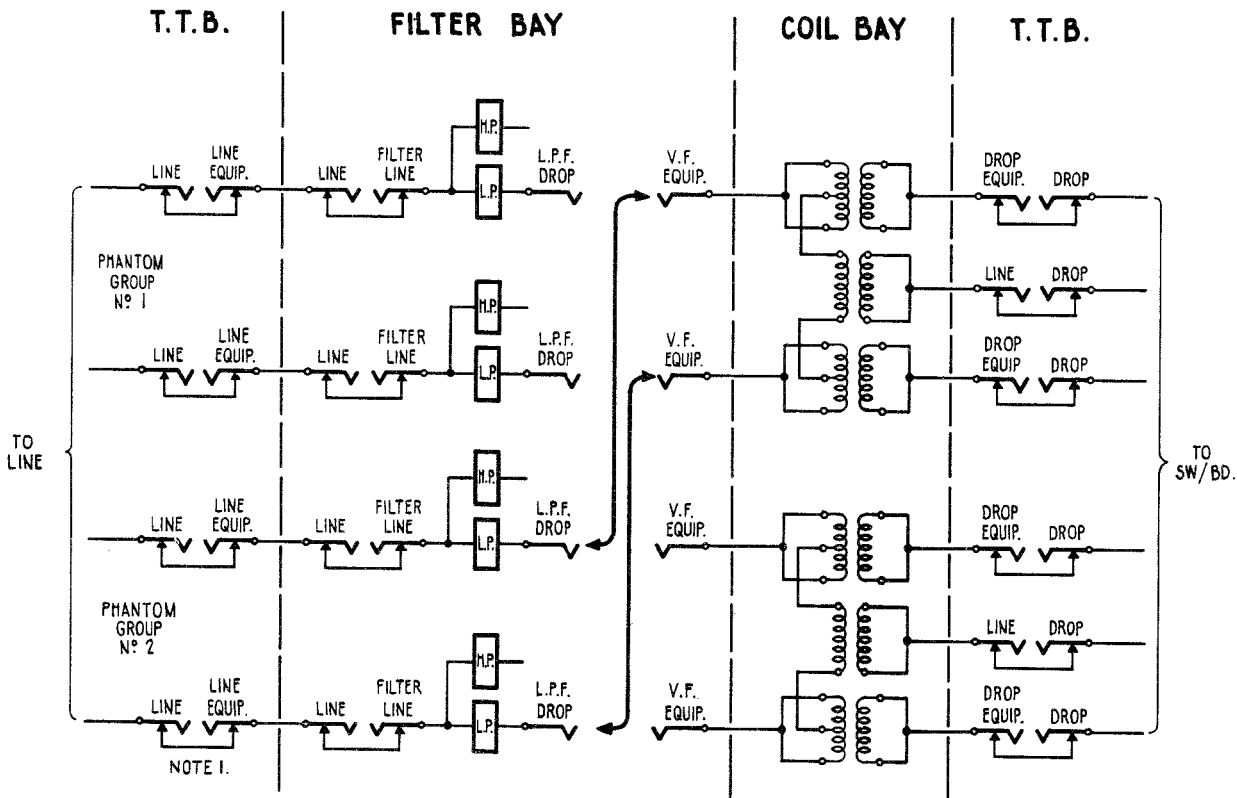 T.T.B.
FILTER BAY
COIL BAY
T.T.B.
H.P.
LINE
LINE
EQUIP.
LINE
FILTER
LINE
L.P.
L.P.F.
DROP
V.F.
EQUIP.
DROP
EQUIP.
DROP
PHANTOM
GROUP
Nº 1
LINE
DROP
H.P.
LINE
LINE
EQUIP.
LINE
FILTER
LINE
L.P.
L.P.F.
DROP
V.F.
EQUIP.
DROP
EQUIP
DROP
TO
LINE
TO
SW/BD.
H.P.
LINE
LINE
EQUIP.
LINE
FILTER
LINE
L.P.
L.P.F.
DROP
V.F.
EQUIP.
DROP
EQUIP.
DROP
PHANTOM
GROUP
Nº 2
LINE
DROP
H.P.
LINE
LINE
EQUIP.
LINE
FILTER
LINE
L.P.
L.P.F.
DROP
V.F.
EQUIP.
DROP
EQUIP.
DROP
NOTE 1.